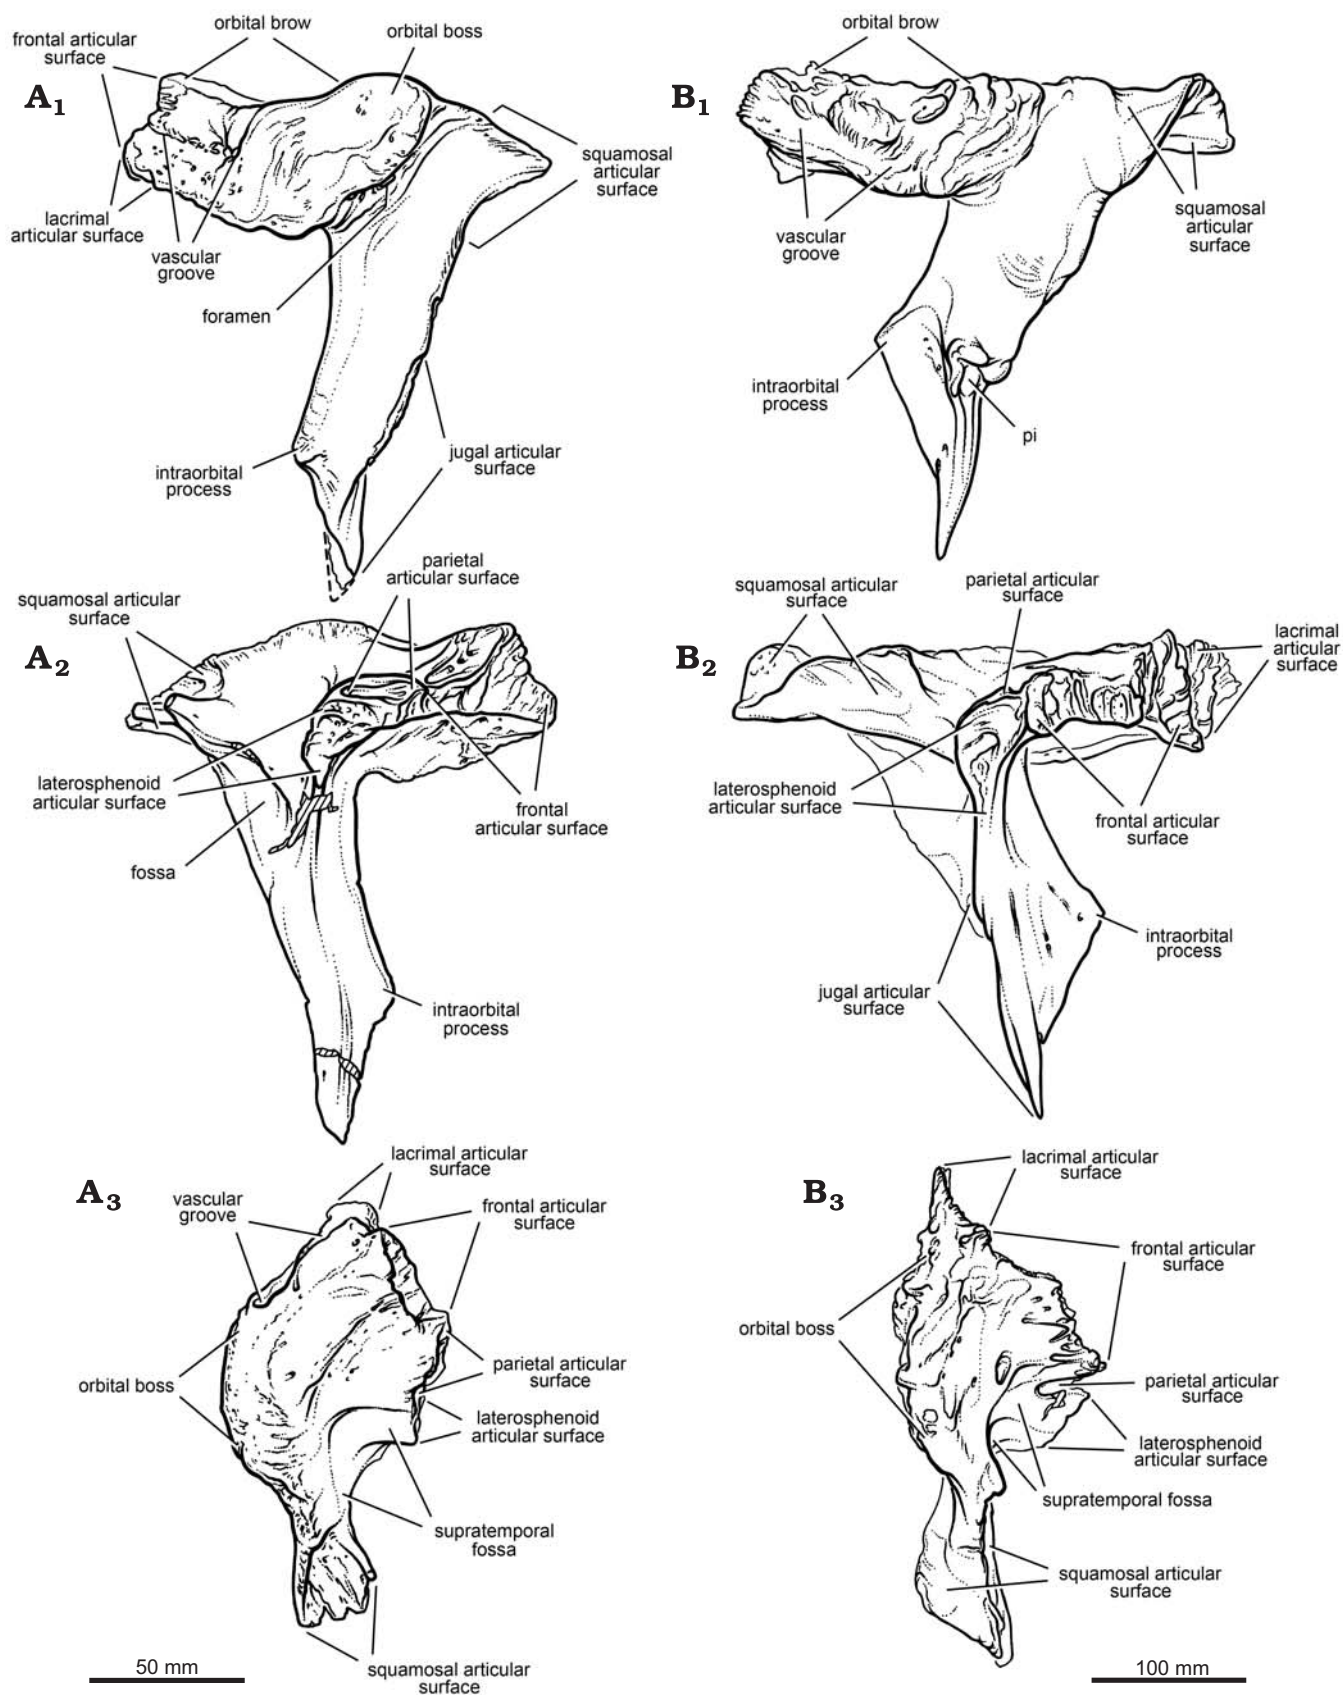 A1
frontal articular
surface
orbital brow
orbital boss
squamosal
articular
surface
lacrimal
articular surface
vascular
groove
foramen
intraorbital
process
jugal articular
surface
B1
orbital brow
vascular
groove
squamosal
articular
surface
intraorbital
process
pi
A2
squamosal articular
surface
parietal
articular surface
laterosphenoid
articular surface
fossa
frontal
articular surface
intraorbital
process
B2
squamosal articular
surface
parietal articular
surface
lacrimal
articular
surface
laterosphenoid
articular surface
frontal articular
surface
intraorbital
process
jugal articular
surface
A3
lacrimal articular
surface
vascular
groove
frontal articular
surface
orbital boss
parietal articular
surface
laterosphenoid
articular surface
supratemporal
fossa
squamosal articular
surface
50 mm
B3
lacrimal articular
surface
frontal articular
surface
orbital boss
parietal articular
surface
laterosphenoid
articular surface
supratemporal fossa
squamosal articular
surface
100 mm